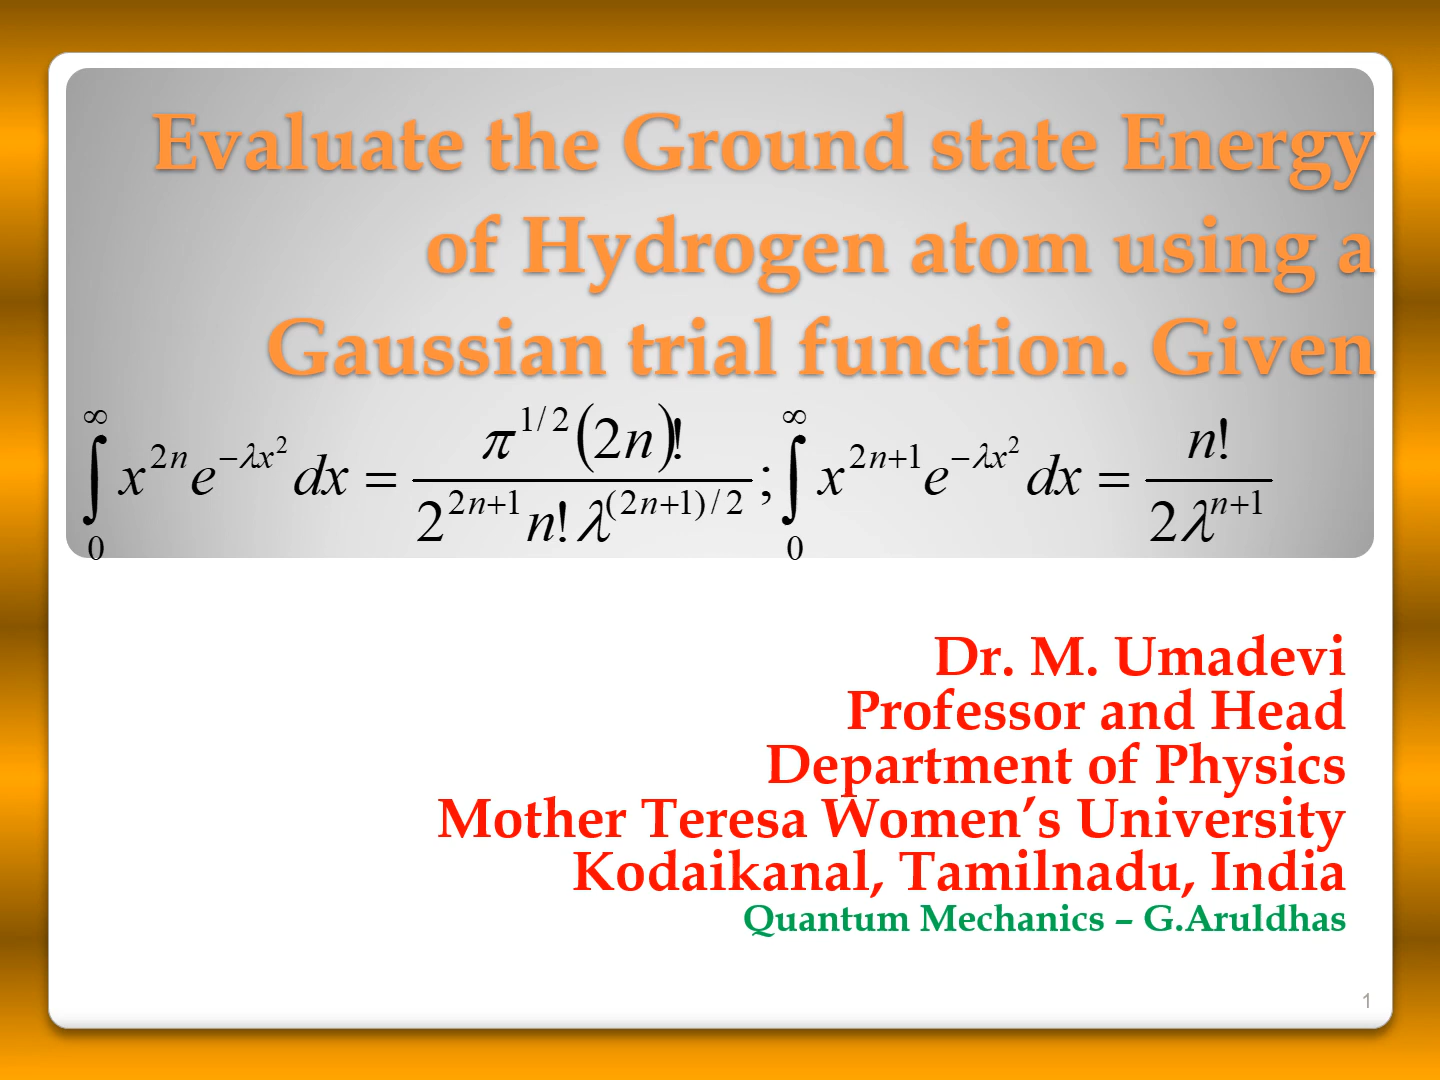 Evaluate the Ground state Energy
of Hydrogen atom using a
Gaussian trial function. Given
∫₀^∞ x^{2n} e^{−λx²} dx = π^{1/2}(2n)! / 2^{2n+1} n! λ^{(2n+1)/2} ; ∫₀^∞ x^{2n+1} e^{−λx²} dx = n! / 2λ^{n+1}
Dr. M. Umadevi
Professor and Head
Department of Physics
Mother Teresa Women’s University
Kodaikanal, Tamilnadu, India
Quantum Mechanics – G.Aruldhas
1